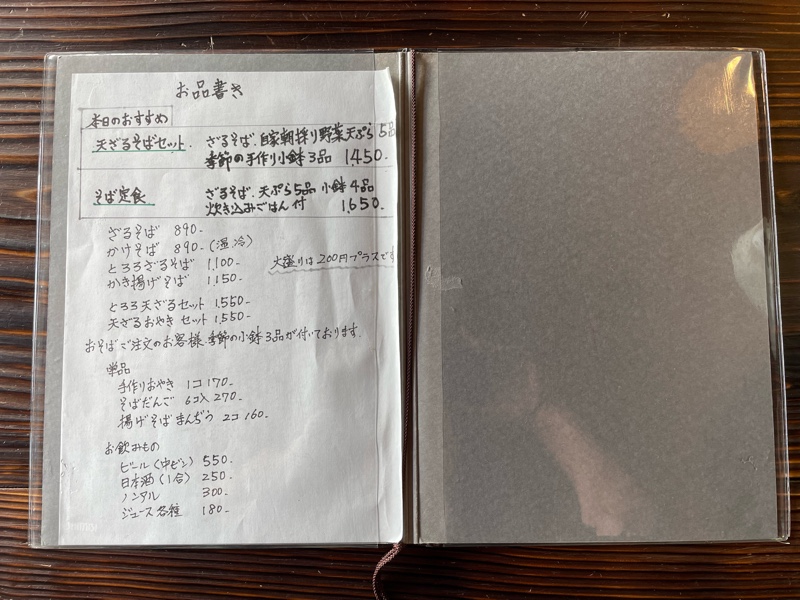 お品書き
本日のおすすめ
天ざるそばセット. ざるそば.自家朝採り野菜天ぷら5品
季節の手作り小鉢3品 1,450.
そば定食 ざるそば.天ぷら5品 小鉢4品
炊き込みごはん付 1,650.
ざるそば 890.-
かけそば 890.-(温.冷)
とろろざるそば 1,100.- 大盛りは200円プラスです
かき揚げそば 1,150.-
とろろ天ざるセット 1,550.-
天ざるおやきセット 1,550.-
おそばご注文のお客様.季節の小鉢3品が付いております.
単品
手作りおやき 1コ 170.-
そばだんご 6コ入 270.-
揚げそばまんぢう 2コ 160.-
お飲みもの
ビール(中ビン) 550.-
日本酒(1合) 250.-
ノンアル 300.-
ジュース各種 180.-